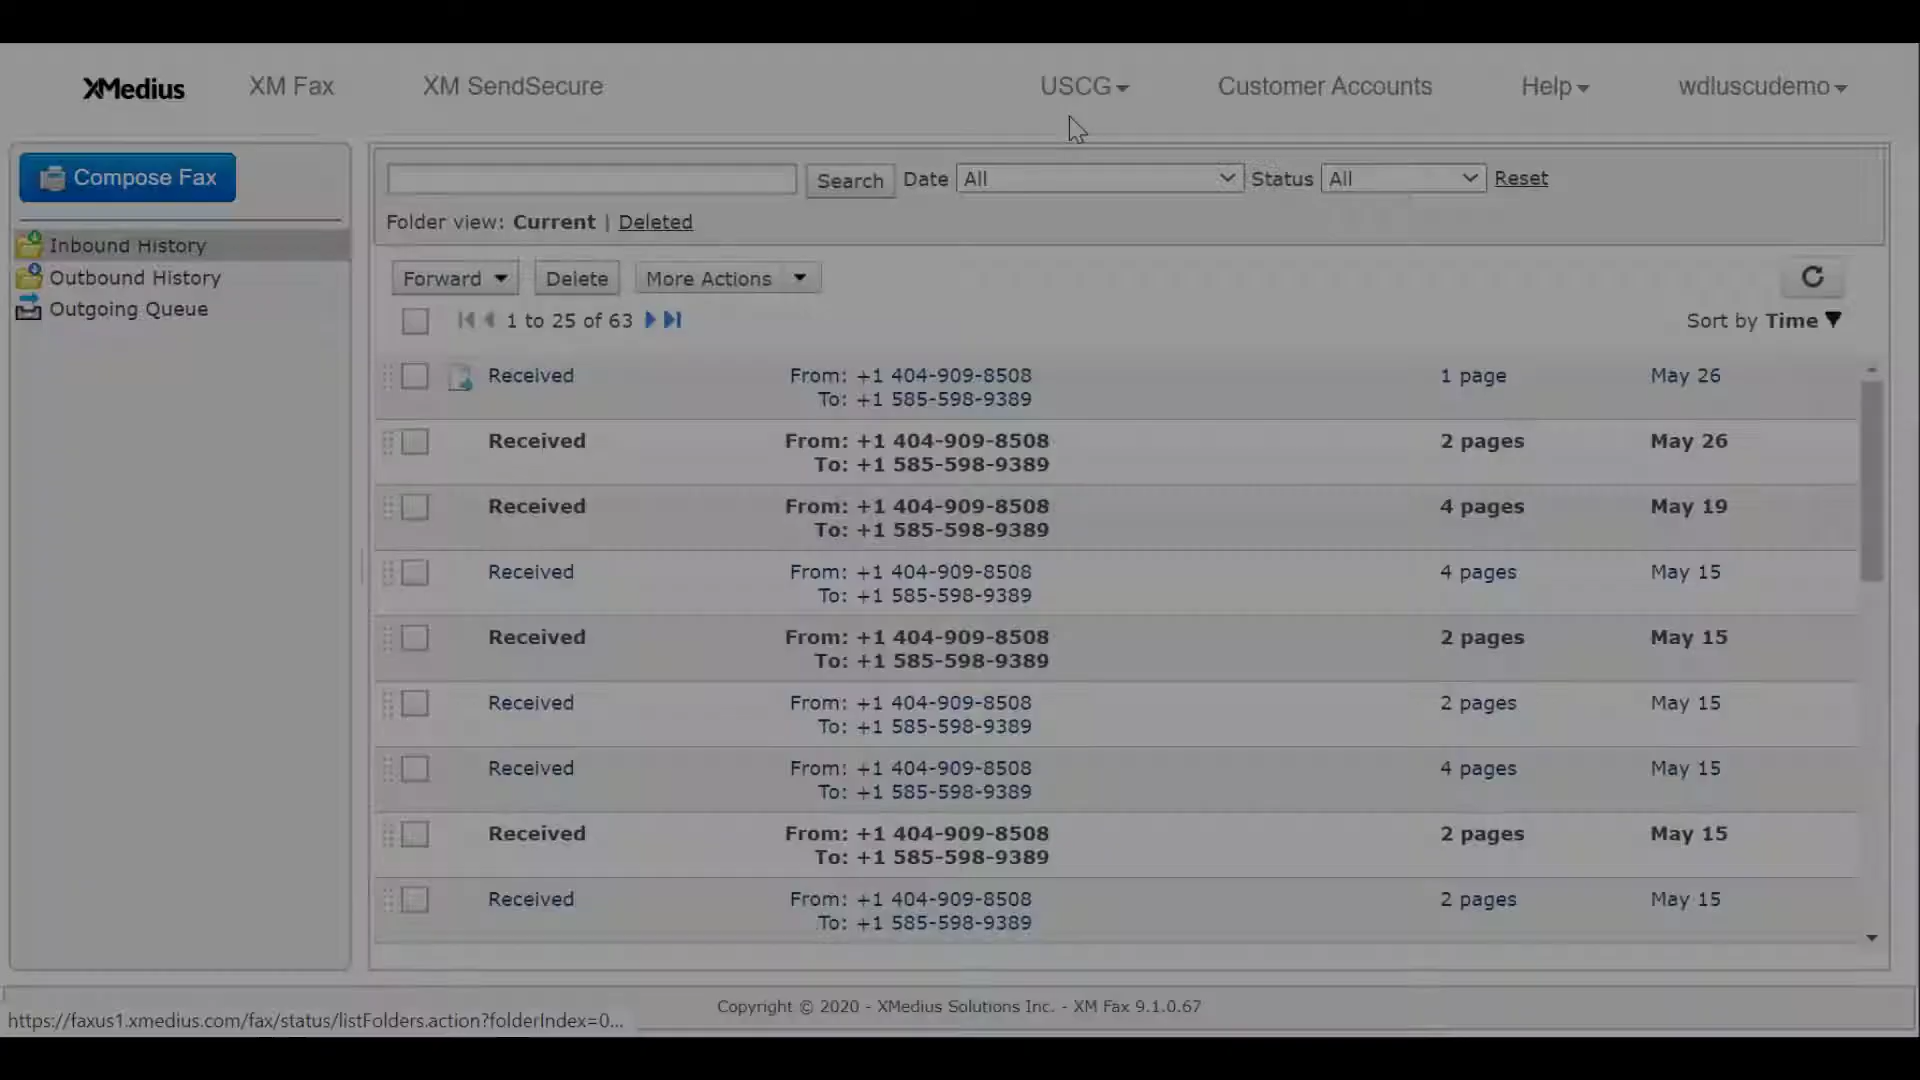 XMedius XM Fax XM SendSecure USCG Customer Accounts Help wdluscudemo
Compose Fax
Inbound History
Outbound History
Outgoing Queue
Search Date All Status All Reset
Folder view: Current | Deleted
Forward Delete More Actions
1 to 25 of 63 Sort by Time
Received From: +1 404-909-8508 1 page May 26
To: +1 585-598-9389
Received From: +1 404-909-8508 2 pages May 26
To: +1 585-598-9389
Received From: +1 404-909-8508 4 pages May 19
To: +1 585-598-9389
Received From: +1 404-909-8508 4 pages May 15
To: +1 585-598-9389
Received From: +1 404-909-8508 2 pages May 15
To: +1 585-598-9389
Received From: +1 404-909-8508 2 pages May 15
To: +1 585-598-9389
Received From: +1 404-909-8508 4 pages May 15
To: +1 585-598-9389
Received From: +1 404-909-8508 2 pages May 15
To: +1 585-598-9389
Received From: +1 404-909-8508 2 pages May 15
To: +1 585-598-9389
Copyright © 2020 - XMedius Solutions Inc. - XM Fax 9.1.0.67
https://faxus1.xmedius.com/fax/status/listFolders.action?folderIndex=0...